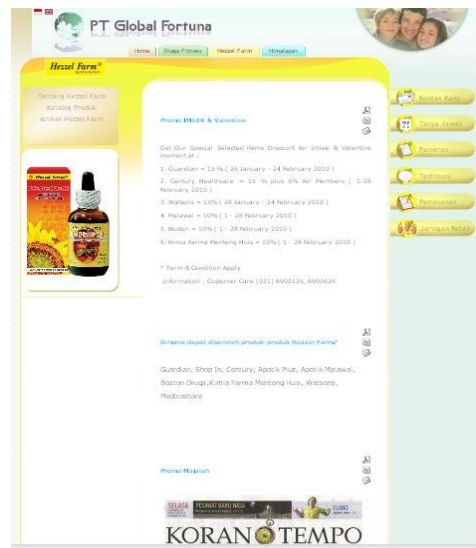 PT Global Fortuna
Home Shaga Fitness Hezzel Farm Himalayan
Hezzel Farm®
Tentang Hezzel Farm
Katalog Produk
Artikel Hezzel Farm
Kontak Kami
Tanya Jawab
Pameran
Testimoni
Pemesanan
Jaringan Retail
Promo IMLEK & Valentine
Get Our Special Selected Items Discount for Imlek & Valentine
momentat :
1. Guardian = 15 % ( 26 January - 24 February 2010 )
2. Century Healthcare = 15 % plus 5% for Members ( 1-28
February 2010 )
3. Watsons = 15% ( 28 January - 24 February 2010 )
4. Melawai = 10% ( 1 - 28 February 2010 )
5. Boston = 10% ( 1 - 28 February 2010 )
6. Kimia Farma Menteng Huis = 10% ( 1 - 28 February 2010 )
* Term & Condition Apply
Information : Customer Care (021) 6900126, 6900626
Dimana dapat diperoleh produk-produk Hezzel Farm?
Guardian, Shop In, Century, Apotik Plus, Apotik Melawai,
Boston Drugs,Kimia Farma Menteng Huis, Watsons,
Medicastore
Promo Majalah
SELASA PESAWAT BARU NASA
KORAN TEMPO